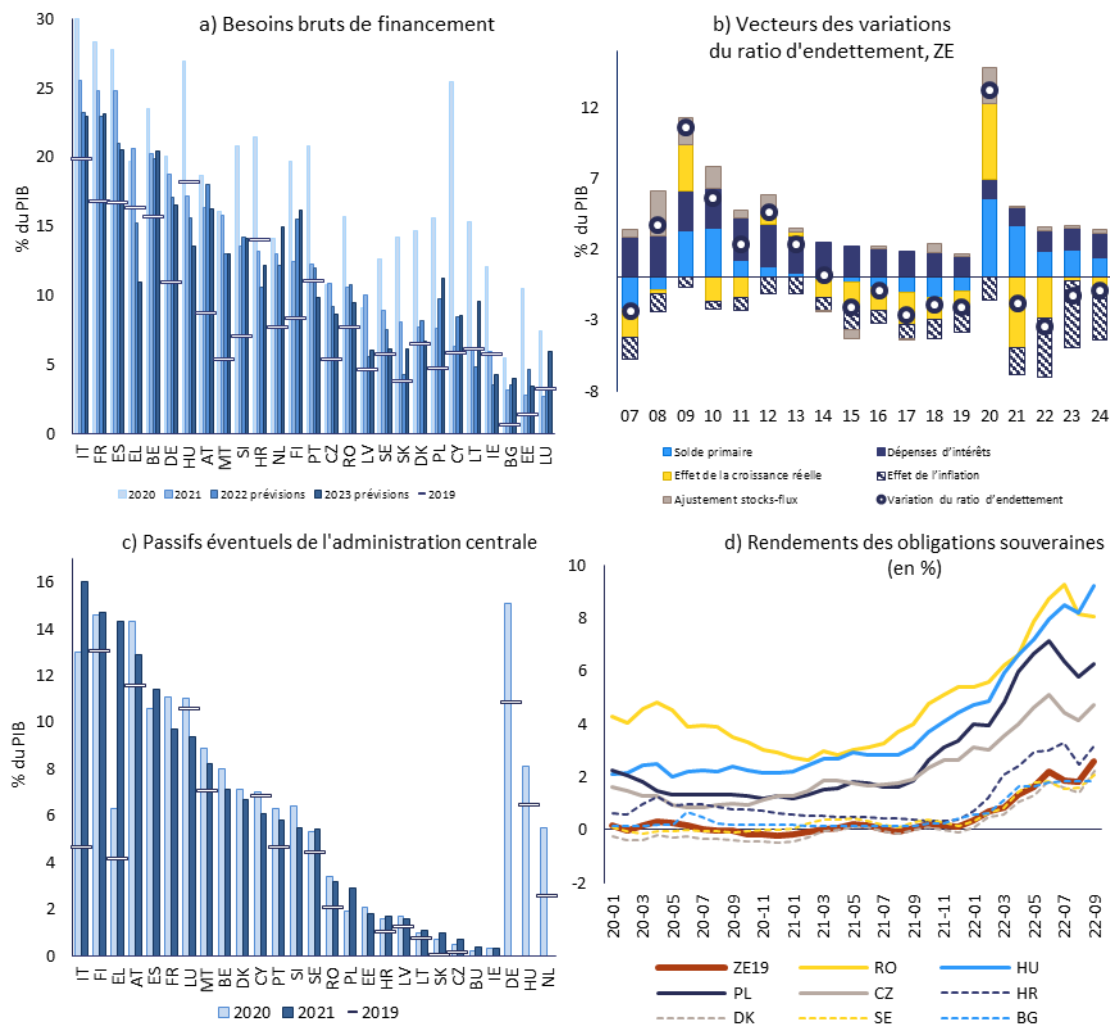 a) Besoins bruts de financement
% du PIB
30
25
20
15
10
5
0
IT FR ES EL BE DE HU AT MT SI HR NL FI PT CZ RO LV SE SK DK PL CY LT IE BG EE LU
2020 2021 2022 prévisions 2023 prévisions 2019
b) Vecteurs des variations
du ratio d'endettement, ZE
% du PIB
12
7
2
-3
-8
07 08 09 10 11 12 13 14 15 16 17 18 19 20 21 22 23 24
Solde primaire Dépenses d'intérêts
Effet de la croissance réelle Effet de l'inflation
Ajustement stocks-flux Variation du ratio d'endettement
c) Passifs éventuels de l'administration centrale
% du PIB
16
14
12
10
8
6
4
2
0
IT FI EL AT ES FR LU MT BE DK CY PT SI SE RO PL EE HR LV LT SK CZ BU IE DE HU NL
2020 2021 2019
d) Rendements des obligations souveraines
(en %)
10
8
6
4
2
0
-2
20-01 20-03 20-05 20-07 20-09 20-11 21-01 21-03 21-05 21-07 21-09 21-11 22-01 22-03 22-05 22-07 22-09
ZE19 RO HU
PL CZ HR
DK SE BG